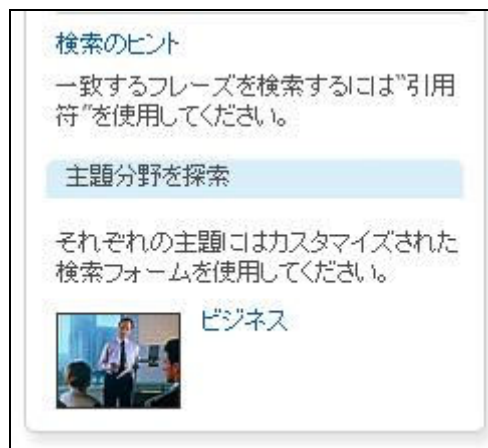 検索のヒント
一致するフレーズを検索するには"引用
符"を使用してください。
主題分野を探索
それぞれの主題にはカスタマイズされた
検索フォームを使用してください。
ビジネス